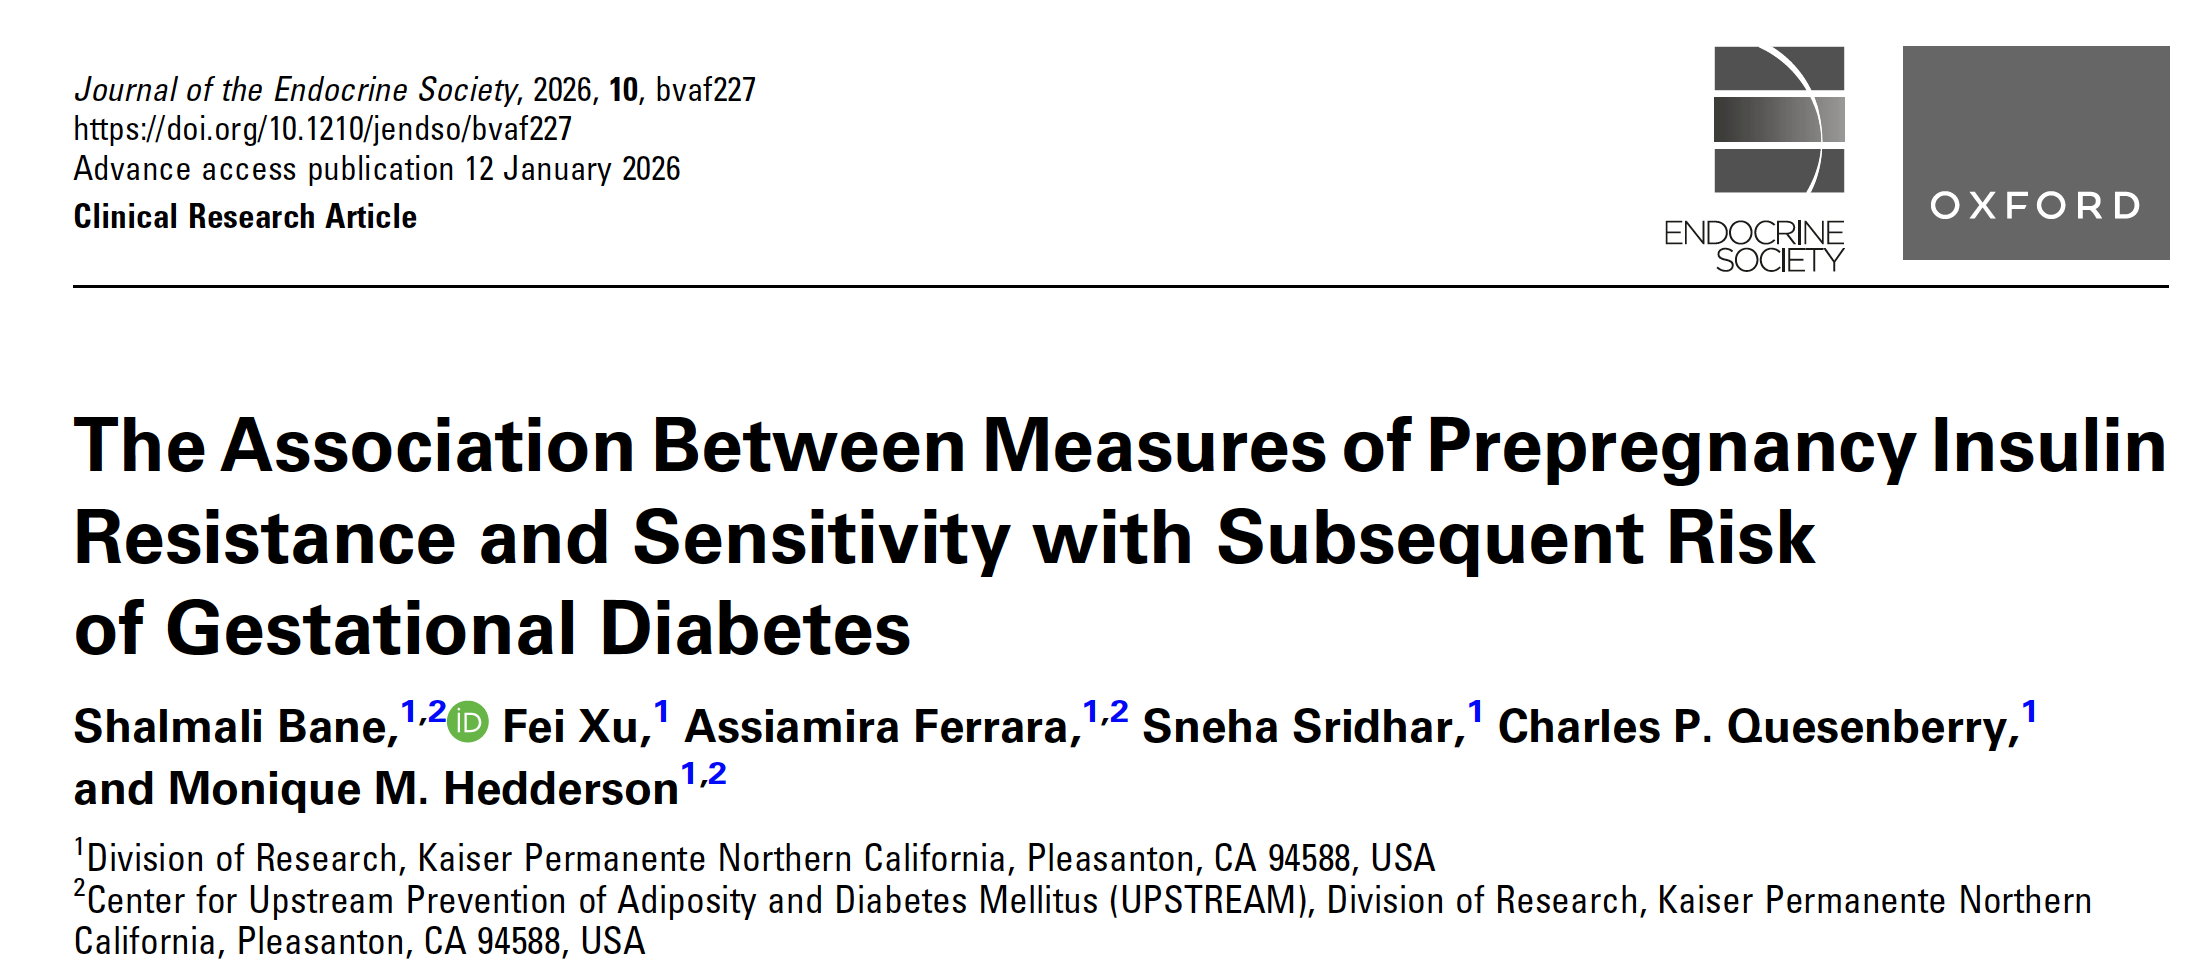 Journal of the Endocrine Society, 2026, 10, bvaf227
https://doi.org/10.1210/jendso/bvaf227
Advance access publication 12 January 2026
Clinical Research Article
ENDOCRINE
SOCIETY
OXFORD
The Association Between Measures of Prepregnancy Insulin
Resistance and Sensitivity with Subsequent Risk
of Gestational Diabetes
Shalmali Bane,1,2 iD Fei Xu,1 Assiamira Ferrara,1,2 Sneha Sridhar,1 Charles P. Quesenberry,1
and Monique M. Hedderson1,2
1Division of Research, Kaiser Permanente Northern California, Pleasanton, CA 94588, USA
2Center for Upstream Prevention of Adiposity and Diabetes Mellitus (UPSTREAM), Division of Research, Kaiser Permanente Northern
California, Pleasanton, CA 94588, USA